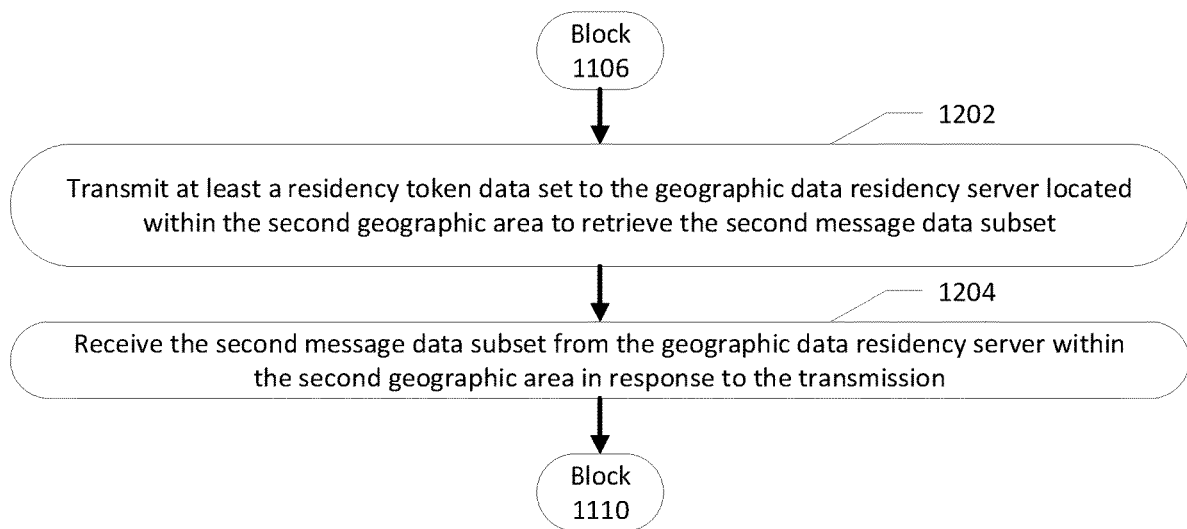 Block
1106
1202
Transmit at least a residency token data set to the geographic data residency server located
within the second geographic area to retrieve the second message data subset
1204
Receive the second message data subset from the geographic data residency server within
the second geographic area in response to the transmission
Block
1110